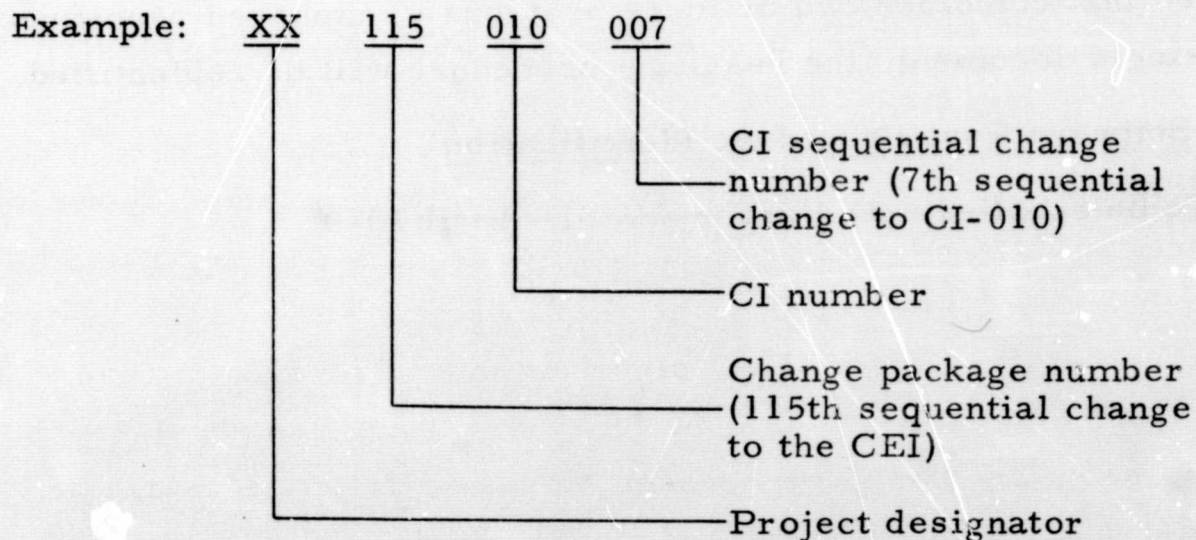 Example: XX 115 010 007
CI sequential change
number (7th sequential
change to CI-010)
CI number
Change package number
(115th sequential change
to the CEI)
Project designator